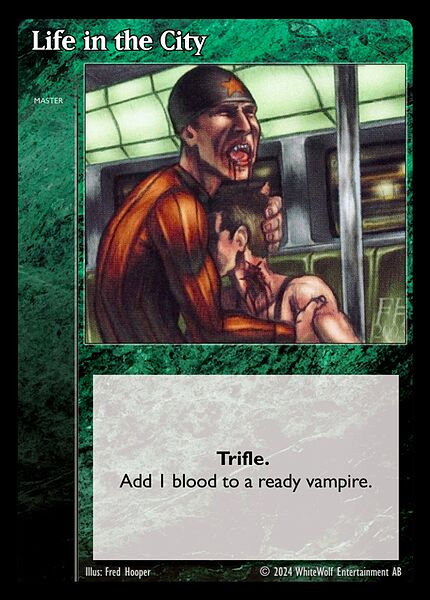 Life in the City
MASTER
Trifle.
Add 1 blood to a ready vampire.
Illus: Fred Hooper
© 2024 WhiteWolf Entertainment AB